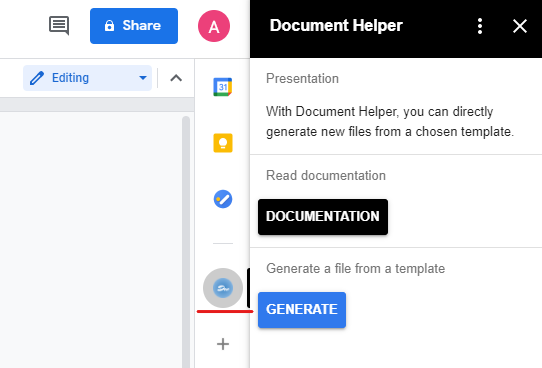 Share
A
Editing
31
Document Helper
Presentation
With Document Helper, you can directly
generate new files from a chosen template.
Read documentation
DOCUMENTATION
Generate a file from a template
GENERATE